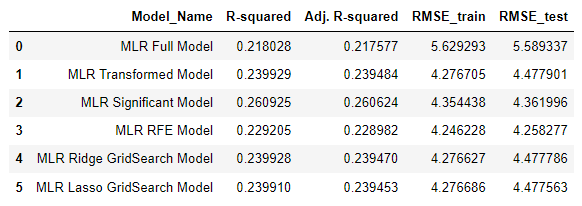 Model_Name R-squared Adj. R-squared RMSE_train RMSE_test
0 MLR Full Model 0.218028 0.217577 5.629293 5.589337
1 MLR Transformed Model 0.239929 0.239484 4.276705 4.477901
2 MLR Significant Model 0.260925 0.260624 4.354438 4.361996
3 MLR RFE Model 0.229205 0.228982 4.246228 4.258277
4 MLR Ridge GridSearch Model 0.239928 0.239470 4.276627 4.477786
5 MLR Lasso GridSearch Model 0.239910 0.239453 4.276686 4.477563